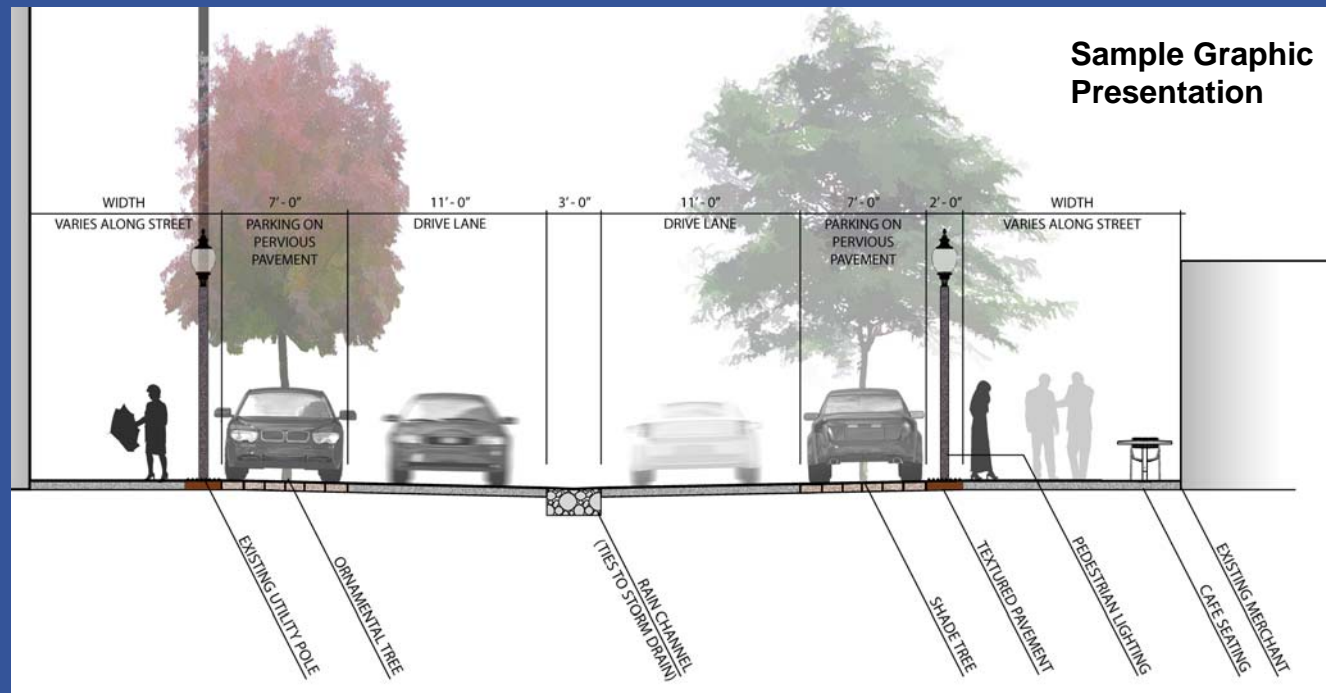 Sample Graphic
Presentation
WIDTH
VARIES ALONG STREET
7' - 0"
PARKING ON
PERVIOUS
PAVEMENT
11' - 0"
DRIVE LANE
3' - 0"
11' - 0"
DRIVE LANE
7' - 0"
PARKING ON
PERVIOUS
PAVEMENT
2' - 0"
WIDTH
VARIES ALONG STREET
EXISTING UTILITY POLE
ORNAMENTAL TREE
RAIN CHANNEL
(TIES TO STORM DRAIN)
SHADE TREE
TEXTURED PAVEMENT
PEDESTRIAN LIGHTING
CAFE SEATING
EXISTING MERCHANT